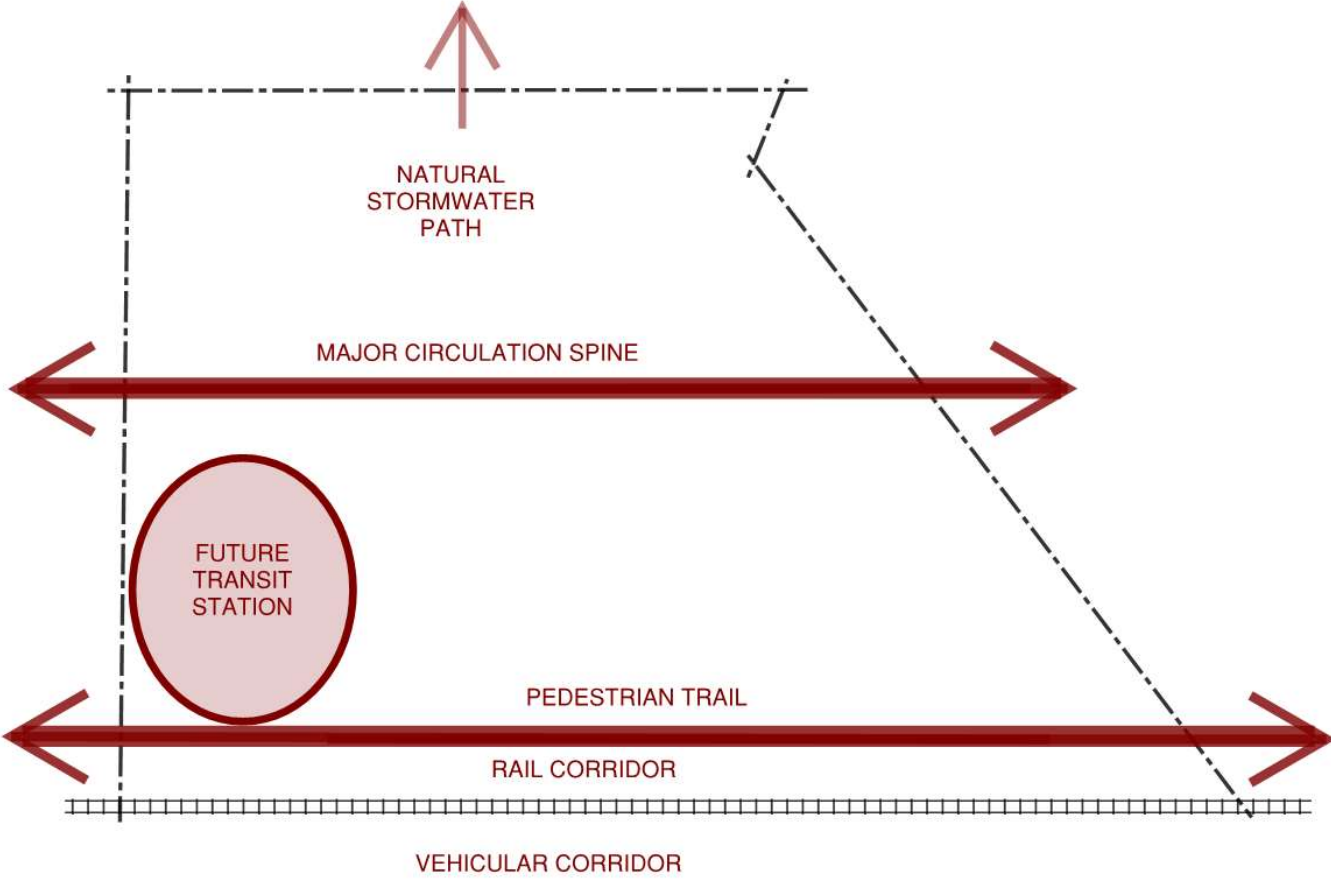 NATURAL
STORMWATER
PATH
MAJOR CIRCULATION SPINE
FUTURE
TRANSIT
STATION
PEDESTRIAN TRAIL
RAIL CORRIDOR
VEHICULAR CORRIDOR